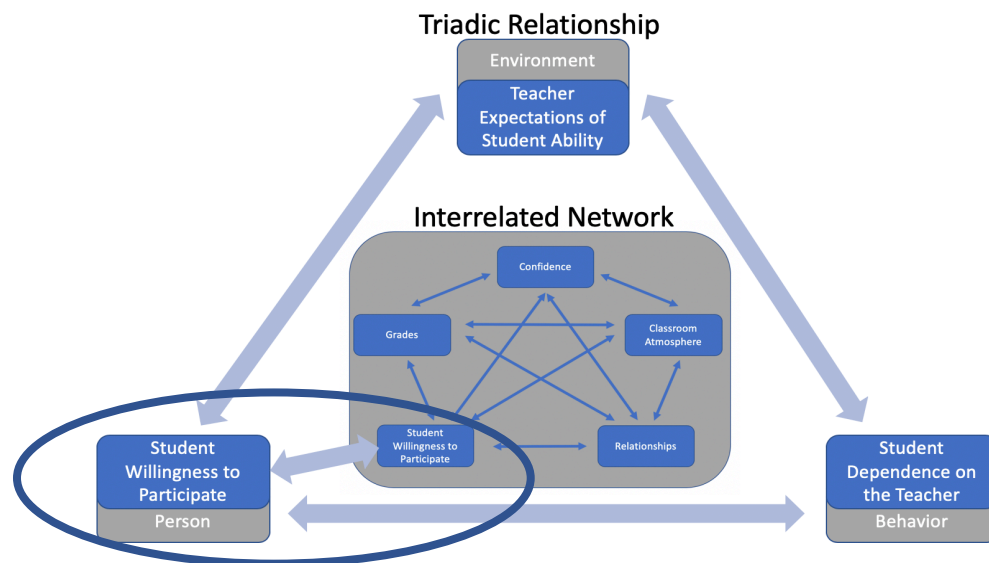 Triadic Relationship
Environment
Teacher
Expectations of
Student Ability
Interrelated Network
Confidence
Grades
Classroom
Atmosphere
Student
Willingness to
Participate
Relationships
Student
Willingness to
Participate
Person
Student
Dependence on
the Teacher
Behavior